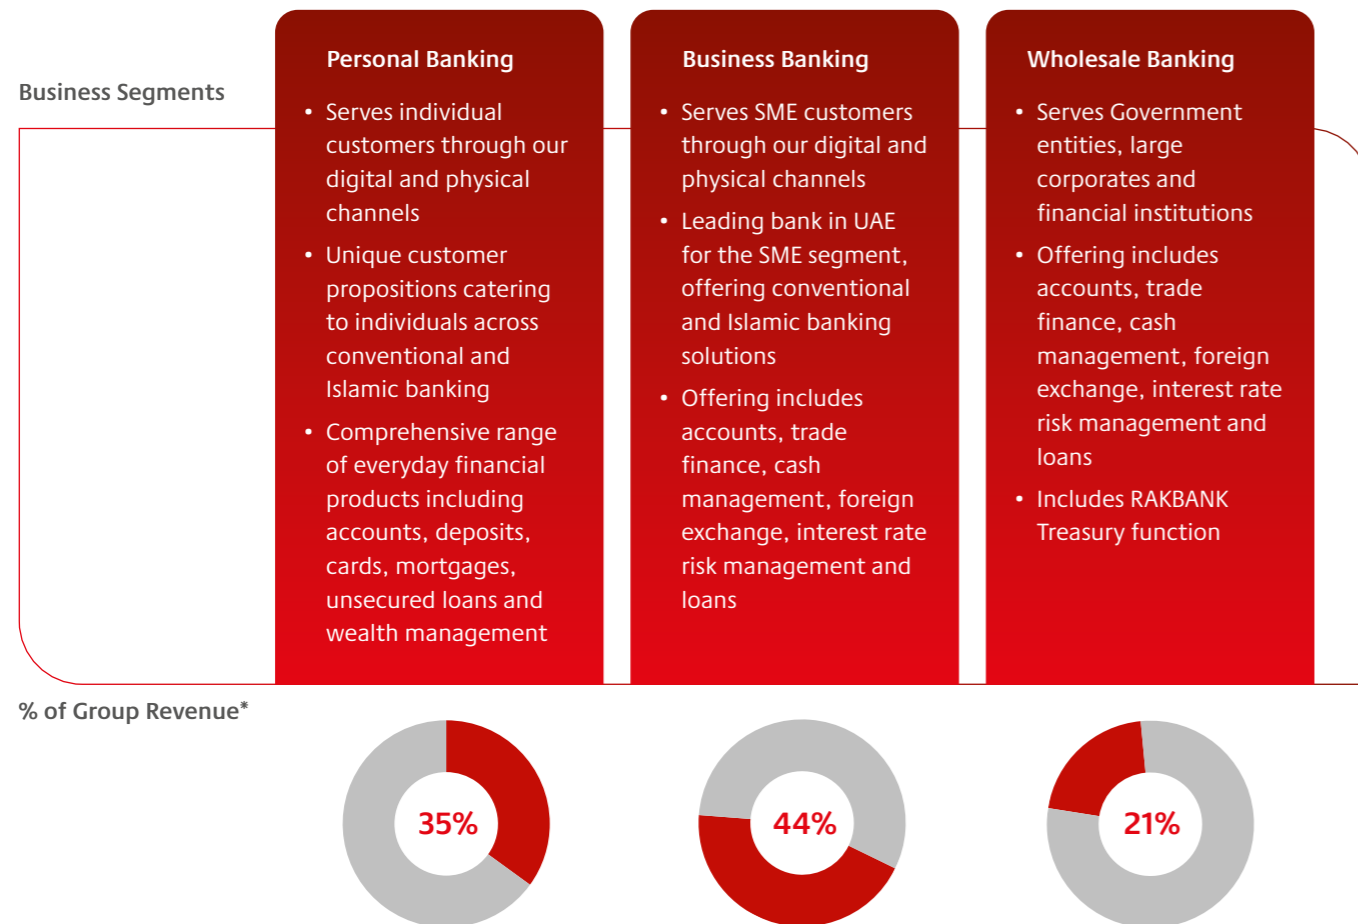 Business Segments
Personal Banking
• Serves individual
customers through our
digital and physical
channels
• Unique customer
propositions catering
to individuals across
conventional and
Islamic banking
• Comprehensive range
of everyday financial
products including
accounts, deposits,
cards, mortgages,
unsecured loans and
wealth management
Business Banking
• Serves SME customers
through our digital and
physical channels
• Leading bank in UAE
for the SME segment,
offering conventional
and Islamic banking
solutions
• Offering includes
accounts, trade
finance, cash
management, foreign
exchange, interest rate
risk management and
loans
Wholesale Banking
• Serves Government
entities, large
corporates and
financial institutions
• Offering includes
accounts, trade
finance, cash
management, foreign
exchange, interest rate
risk management and
loans
• Includes RAKBANK
Treasury function
% of Group Revenue*
35%
44%
21%